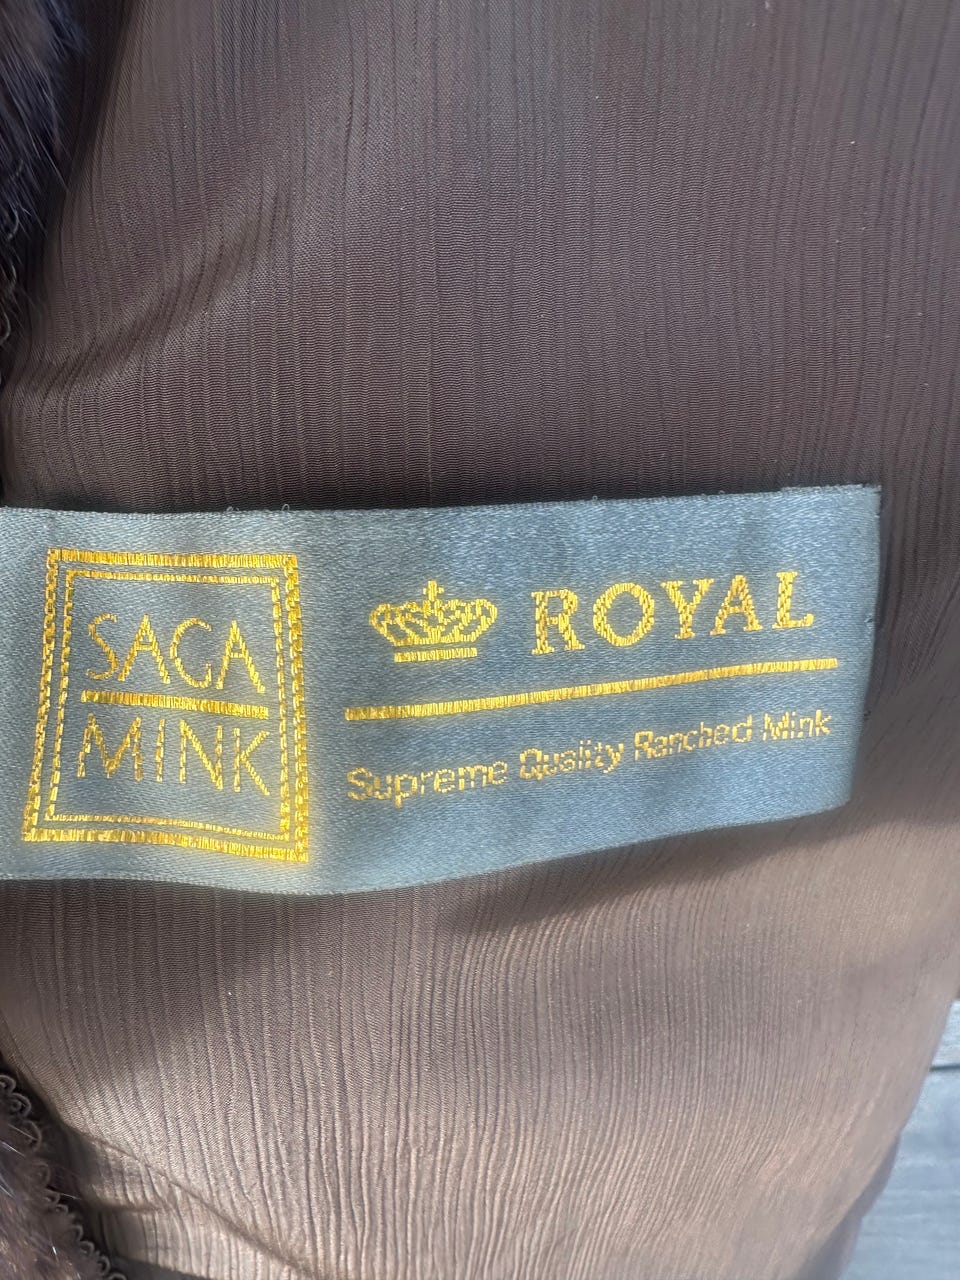 SAGA
MINK
ROYAL
Supreme Quality Ranched Mink